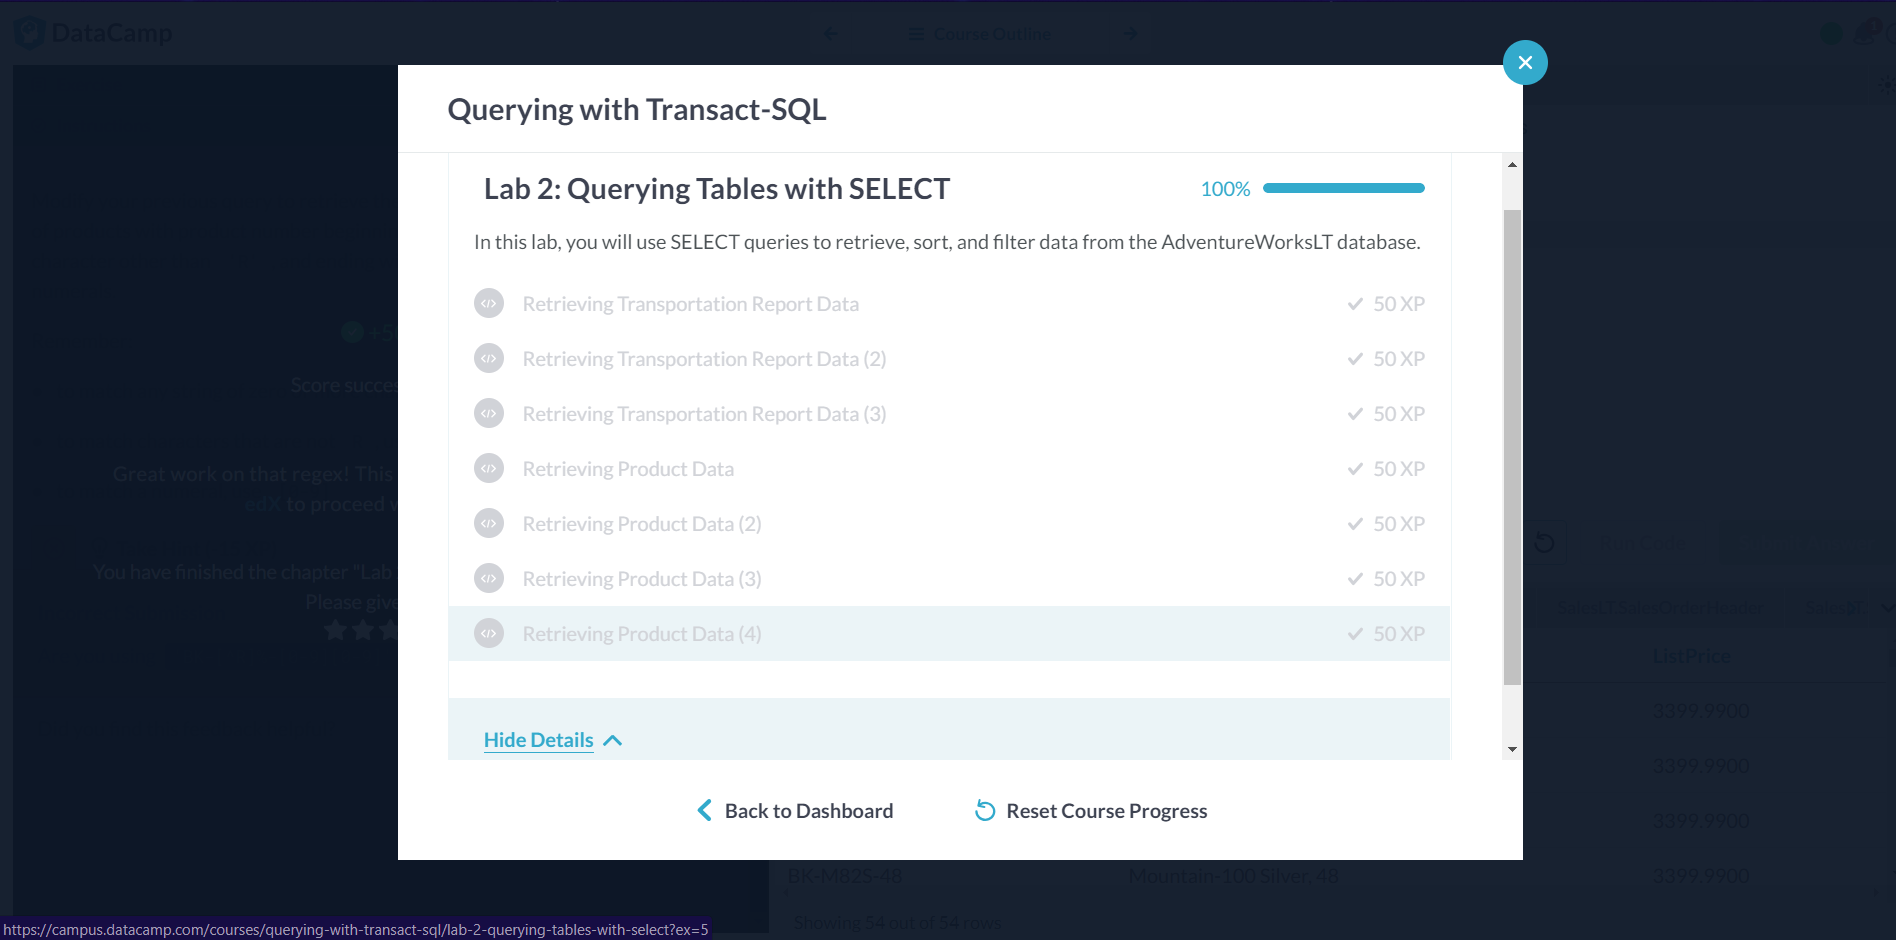 DataCamp
Course Outline
Querying with Transact-SQL
Lab 2: Querying Tables with SELECT
100%
In this lab, you will use SELECT queries to retrieve, sort, and filter data from the AdventureWorksLT database.
Retrieving Transportation Report Data 50 XP
Retrieving Transportation Report Data (2) 50 XP
Retrieving Transportation Report Data (3) 50 XP
Retrieving Product Data 50 XP
Retrieving Product Data (2) 50 XP
Retrieving Product Data (3) 50 XP
Retrieving Product Data (4) 50 XP
Hide Details
Back to Dashboard
Reset Course Progress
Score
Great work on that regex! This
edX to proceed
You have finished the chapter "Lab
Please give
Run Code
SalesLT.SalesOrderHeader
ListPrice
3399.9900
3399.9900
3399.9900
BK-M82S-48 Mountain-100 Silver, 48 3399.9900
Showing 54 out of 54 rows
https://campus.datacamp.com/courses/querying-with-transact-sql/lab-2-querying-tables-with-select?ex=5